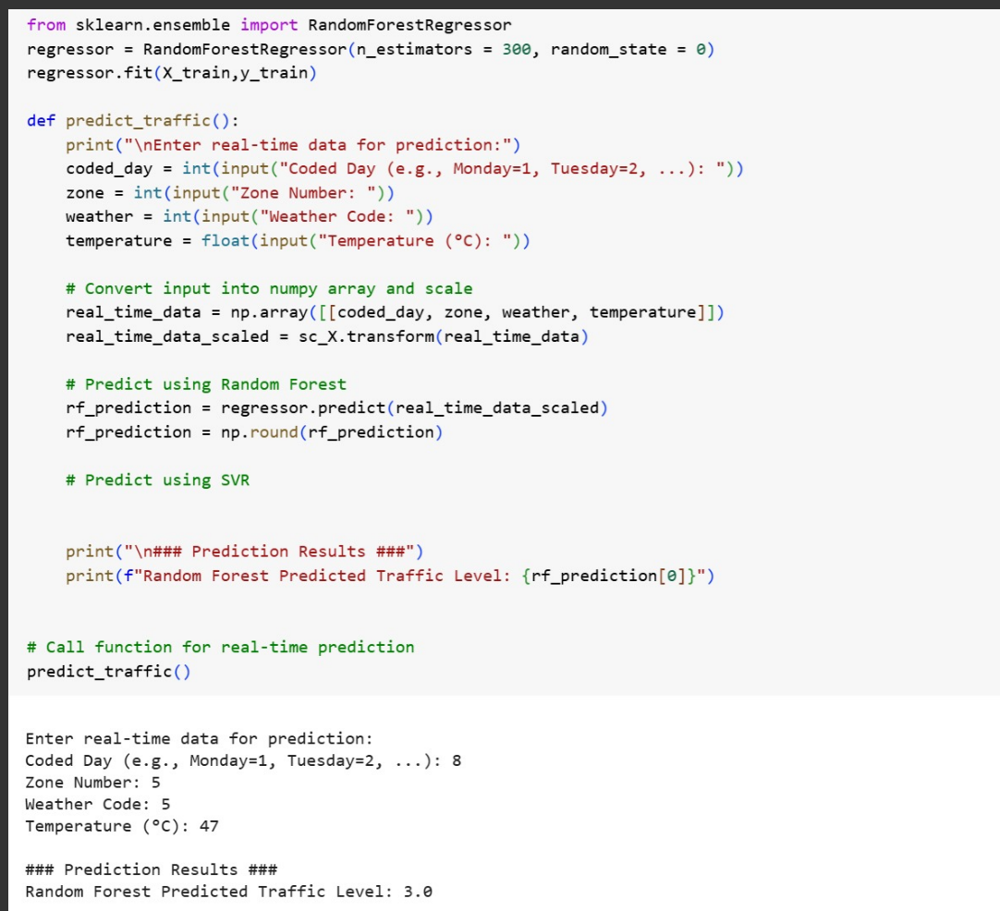 from sklearn.ensemble import RandomForestRegressor
regressor = RandomForestRegressor(n_estimators = 300, random_state = 0)
regressor.fit(X_train,y_train)

def predict_traffic():
    print("\nEnter real-time data for prediction:")
    coded_day = int(input("Coded Day (e.g., Monday=1, Tuesday=2, ...): "))
    zone = int(input("Zone Number: "))
    weather = int(input("Weather Code: "))
    temperature = float(input("Temperature (°C): "))

    # Convert input into numpy array and scale
    real_time_data = np.array([[coded_day, zone, weather, temperature]])
    real_time_data_scaled = sc_X.transform(real_time_data)

    # Predict using Random Forest
    rf_prediction = regressor.predict(real_time_data_scaled)
    rf_prediction = np.round(rf_prediction)

    # Predict using SVR

    print("\n### Prediction Results ###")
    print(f"Random Forest Predicted Traffic Level: {rf_prediction[0]}")

# Call function for real-time prediction
predict_traffic()

Enter real-time data for prediction:
Coded Day (e.g., Monday=1, Tuesday=2, ...): 8
Zone Number: 5
Weather Code: 5
Temperature (°C): 47

### Prediction Results ###
Random Forest Predicted Traffic Level: 3.0